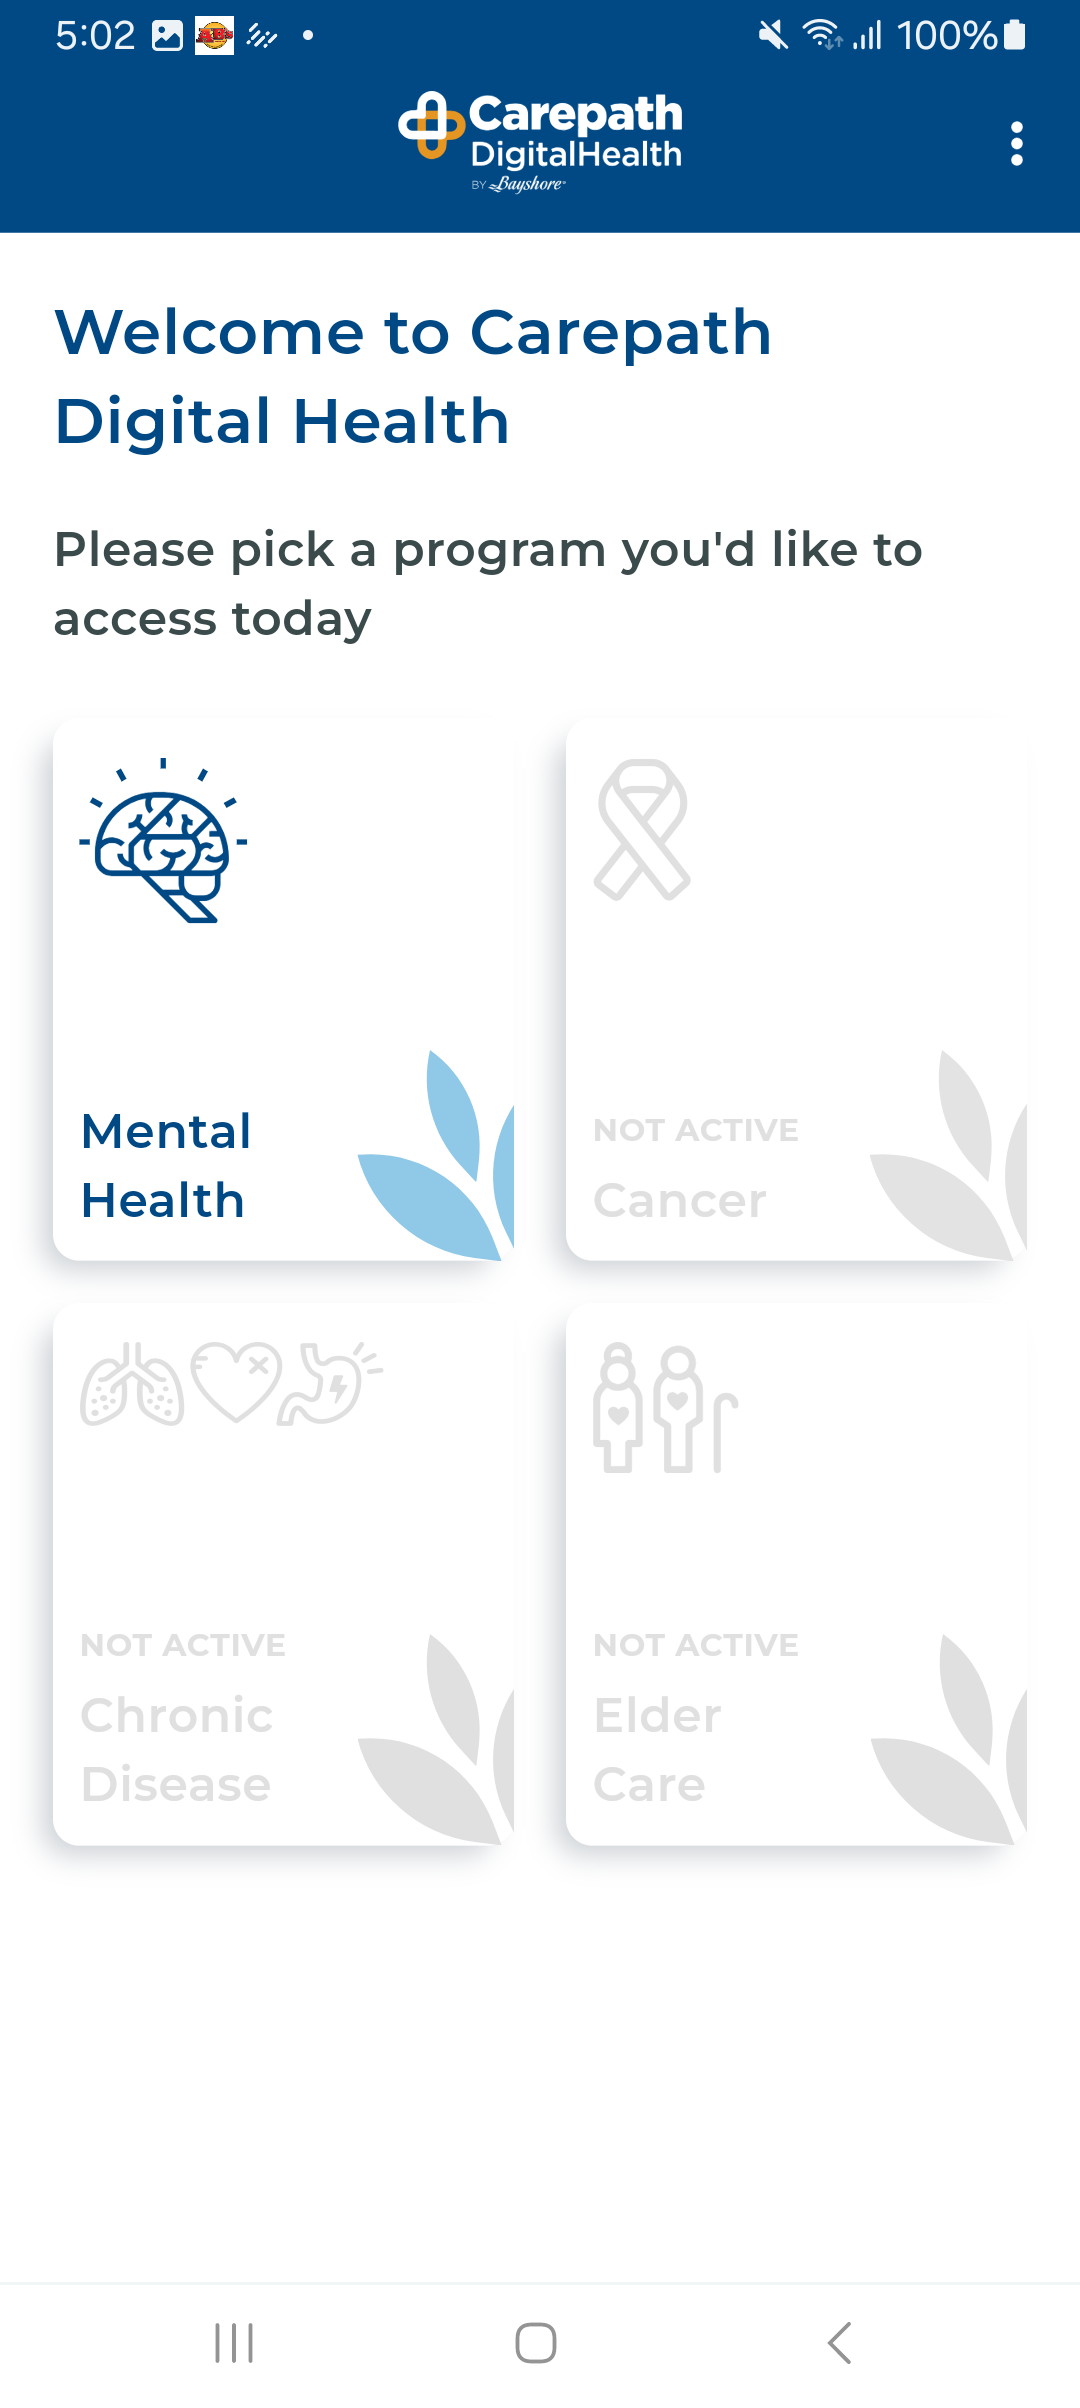 5:02
100%
Carepath
DigitalHealth
BY Bayshore
Welcome to Carepath
Digital Health
Please pick a program you'd like to
access today
Mental
Health
NOT ACTIVE
Cancer
NOT ACTIVE
Chronic
Disease
NOT ACTIVE
Elder
Care